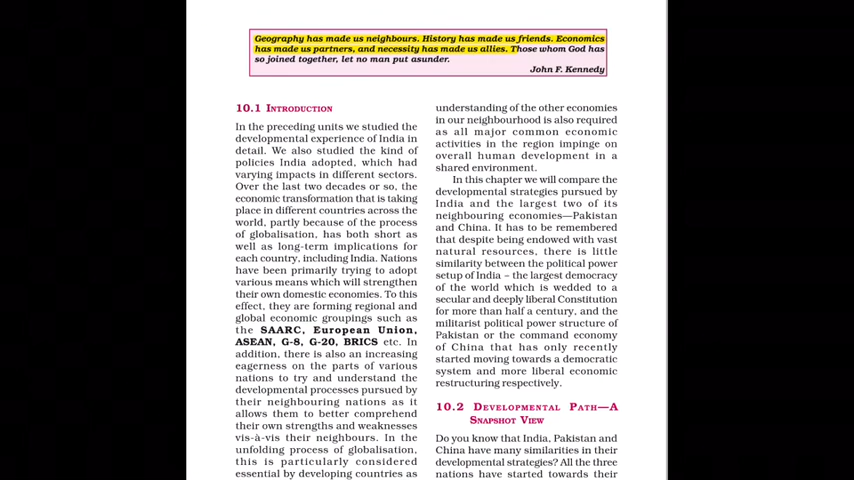 Geography has made us neighbours. History has made us friends. Economics
has made us partners, and necessity has made us allies. Those whom God has
so joined together, let no man put asunder.
John F. Kennedy
10.1 INTRODUCTION
In the preceding units we studied the
developmental experience of India in
detail. We also studied the kind of
policies India adopted, which had
varying impacts in different sectors.
Over the last two decades or so, the
economic transformation that is taking
place in different countries across the
world, partly because of the process
of globalisation, has both short as
well as long-term implications for
each country, including India. Nations
have been primarily trying to adopt
various means which will strengthen
their own domestic economies. To this
effect, they are forming regional and
global economic groupings such as
the SAARC, European Union,
ASEAN, G-8, G-20, BRICS etc. In
addition, there is also an increasing
eagerness on the parts of various
nations to try and understand the
developmental processes pursued by
their neighbouring nations as it
allows them to better comprehend
their own strengths and weaknesses
vis-à-vis their neighbours. In the
unfolding process of globalisation,
this is particularly considered
essential by developing countries as
understanding of the other economies
in our neighbourhood is also required
as all major common economic
activities in the region impinge on
overall human development in a
shared environment.
In this chapter we will compare the
developmental strategies pursued by
India and the largest two of its
neighbouring economies—Pakistan
and China. It has to be remembered
that despite being endowed with vast
natural resources, there is little
similarity between the political power
setup of India – the largest democracy
of the world which is wedded to a
secular and deeply liberal Constitution
for more than half a century, and the
militarist political power structure of
Pakistan or the command economy
of China that has only recently
started moving towards a democratic
system and more liberal economic
restructuring respectively.
10.2 DEVELOPMENTAL PATH—A
SNAPSHOT VIEW
Do you know that India, Pakistan and
China have many similarities in their
developmental strategies? All the three
nations have started towards their